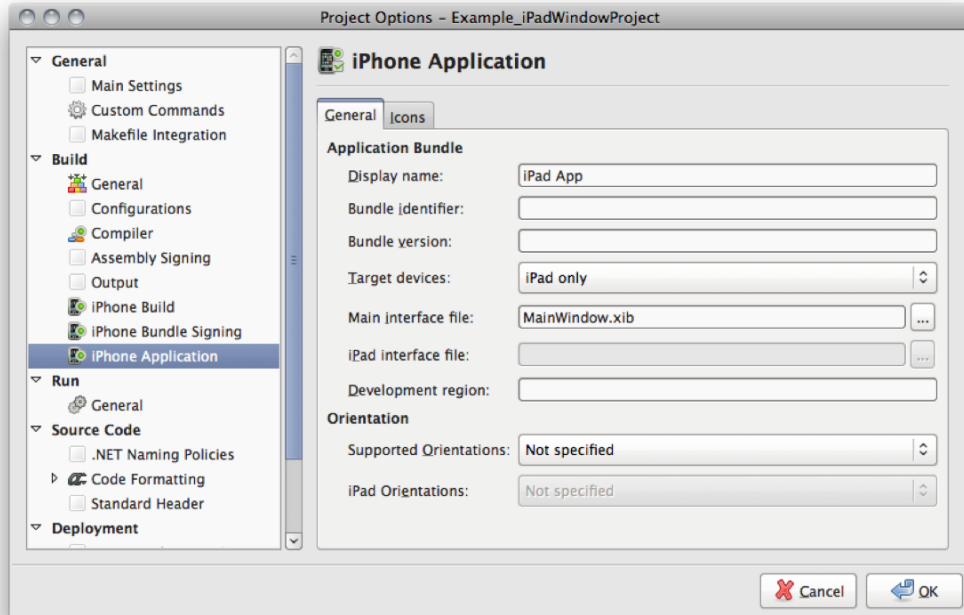 Project Options – Example_iPadWindowProject
General
Main Settings
Custom Commands
Makefile Integration
Build
General
Configurations
Compiler
Assembly Signing
Output
iPhone Build
iPhone Bundle Signing
iPhone Application
Run
General
Source Code
.NET Naming Policies
Code Formatting
Standard Header
Deployment
iPhone Application
General Icons
Application Bundle
Display name: iPad App
Bundle identifier:
Bundle version:
Target devices: iPad only
Main interface file: MainWindow.xib ...
iPad interface file: ...
Development region:
Orientation
Supported Orientations: Not specified
iPad Orientations: Not specified
Cancel OK